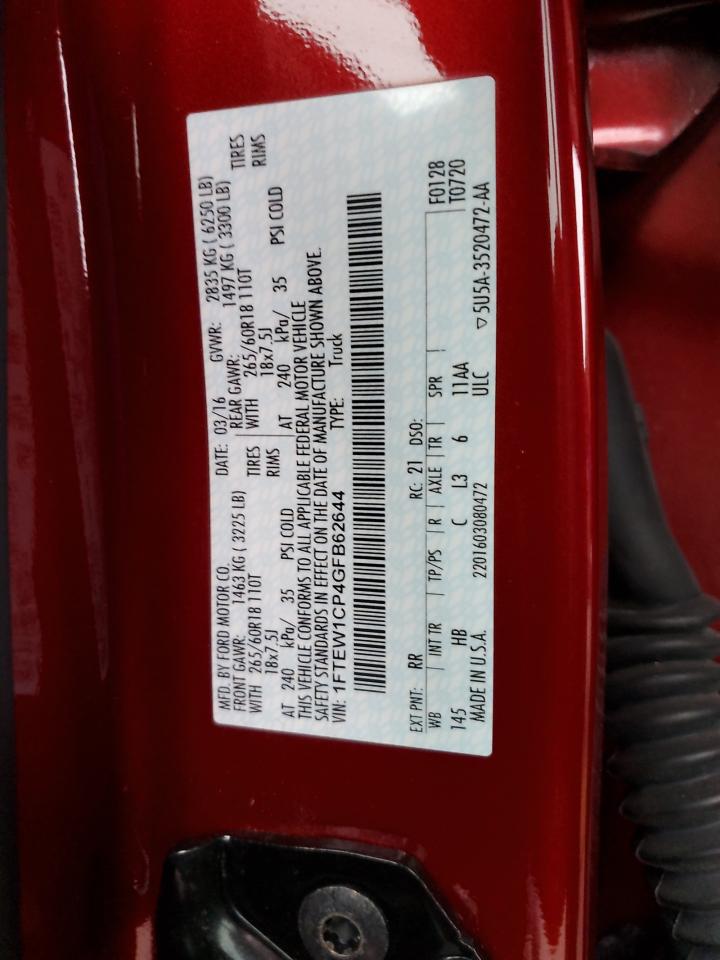 MFD. BY FORD MOTOR CO. DATE: 03/16 GVWR: 2835 KG ( 6250 LB)
FRONT GAWR: 1463 KG ( 3225 LB) REAR GAWR: 1497 KG ( 3300 LB)
WITH 265/60R18 110T TIRES WITH 265/60R18 110T TIRES
18x7.5J RIMS 18x7.5J RIMS
AT 240 kPa/ 35 PSI COLD AT 240 kPa/ 35 PSI COLD
THIS VEHICLE CONFORMS TO ALL APPLICABLE FEDERAL MOTOR VEHICLE
SAFETY STANDARDS IN EFFECT ON THE DATE OF MANUFACTURE SHOWN ABOVE.
VIN: 1FTEW1CP4GFB62644 TYPE: Truck
EXT PNT: RR RC: 21 DSO: F0128
WB | INT TR | TP/PS | R | AXLE | TR | SPR T0720
145 HB C L3 6 11AA
MADE IN U.S.A. 2201603080472 ULC ▽5U5A-3520472-AA